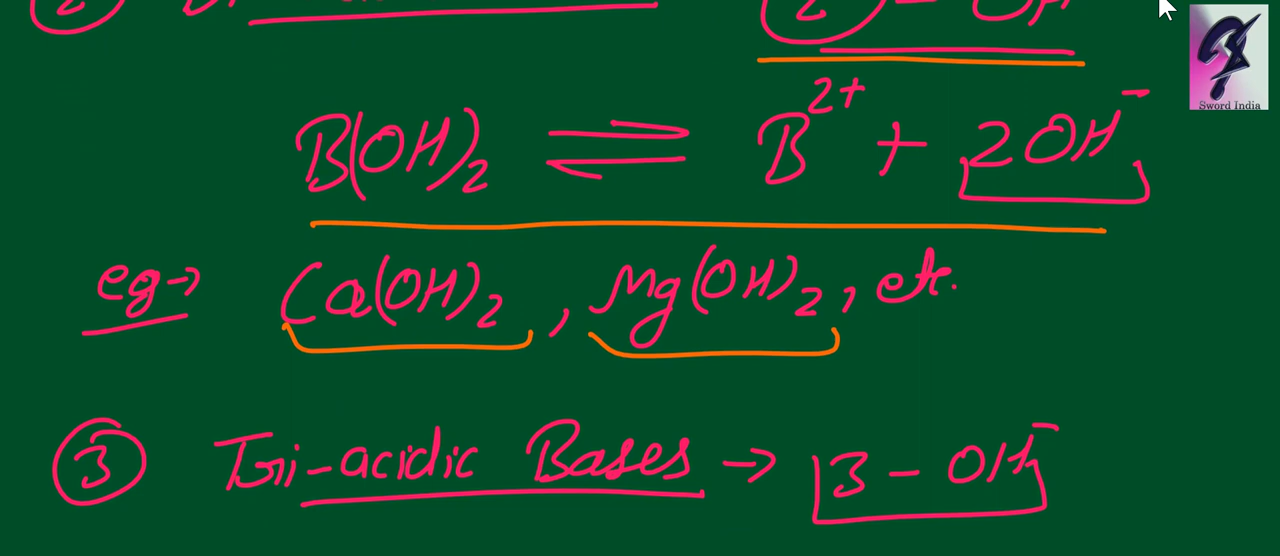 B(OH)₂ ⇌ B²⁺ + 2OH⁻
eg→ Ca(OH)₂, Mg(OH)₂, etc.
③ Tri-acidic Bases → 3 - OH⁻
Sword India